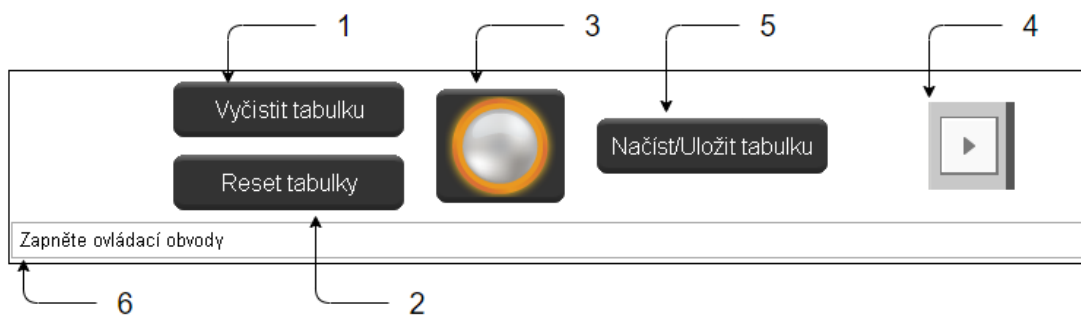 1 3 5 4
Vyčistit tabulku
Načíst/Uložit tabulku
Reset tabulky
Zapněte ovládací obvody
6 2